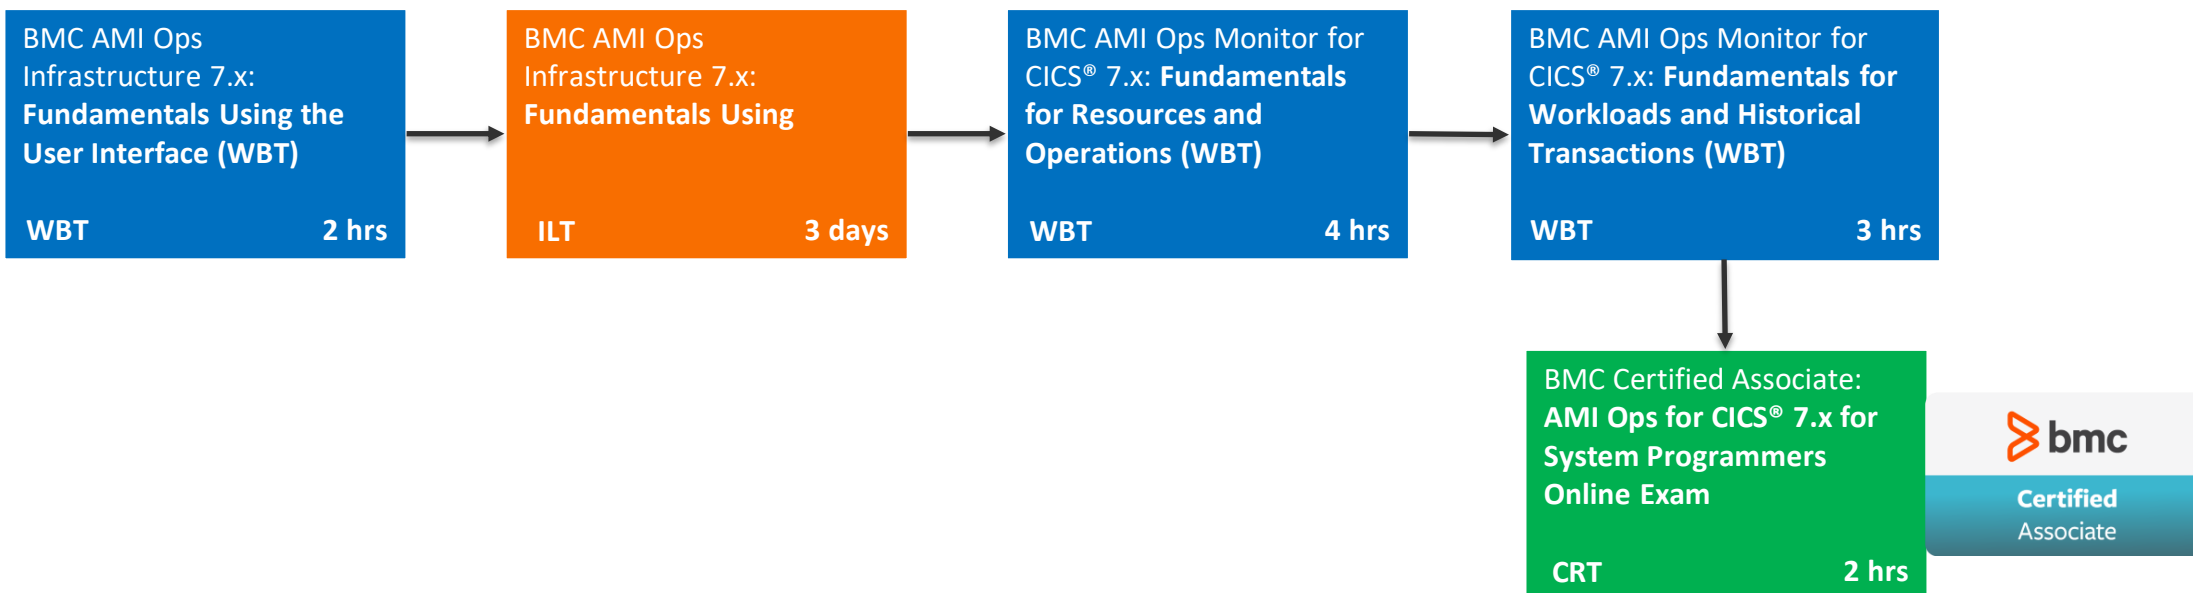 BMC AMI Ops
Infrastructure 7.x:
Fundamentals Using the
User Interface (WBT)
WBT 2 hrs
BMC AMI Ops
Infrastructure 7.x:
Fundamentals Using
ILT 3 days
BMC AMI Ops Monitor for
CICS® 7.x: Fundamentals
for Resources and
Operations (WBT)
WBT 4 hrs
BMC AMI Ops Monitor for
CICS® 7.x: Fundamentals for
Workloads and Historical
Transactions (WBT)
WBT 3 hrs
BMC Certified Associate:
AMI Ops for CICS® 7.x for
System Programmers
Online Exam
CRT 2 hrs
bmc
Certified
Associate